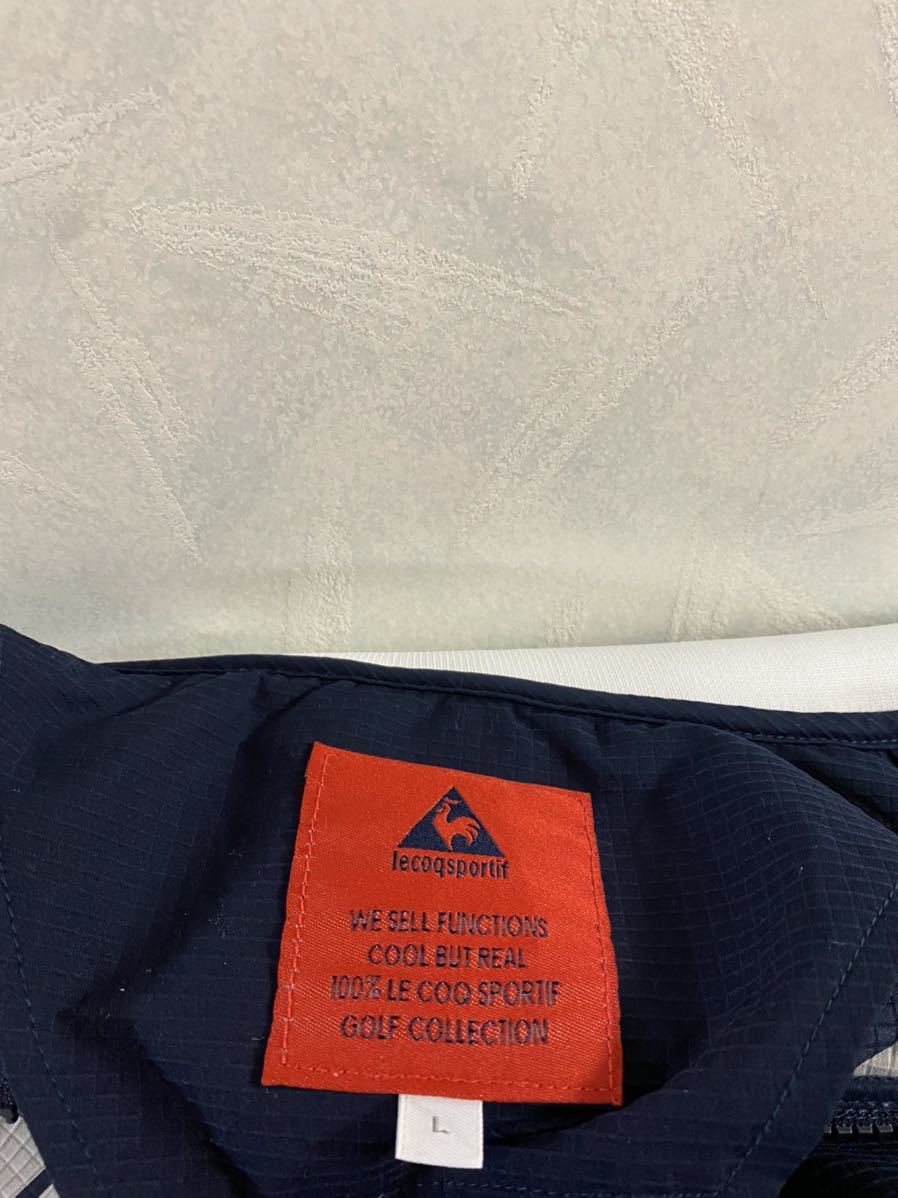 lecoqsportif
WE SELL FUNCTIONS
COOL BUT REAL
100% LE COQ SPORTIF
GOLF COLLECTION
L